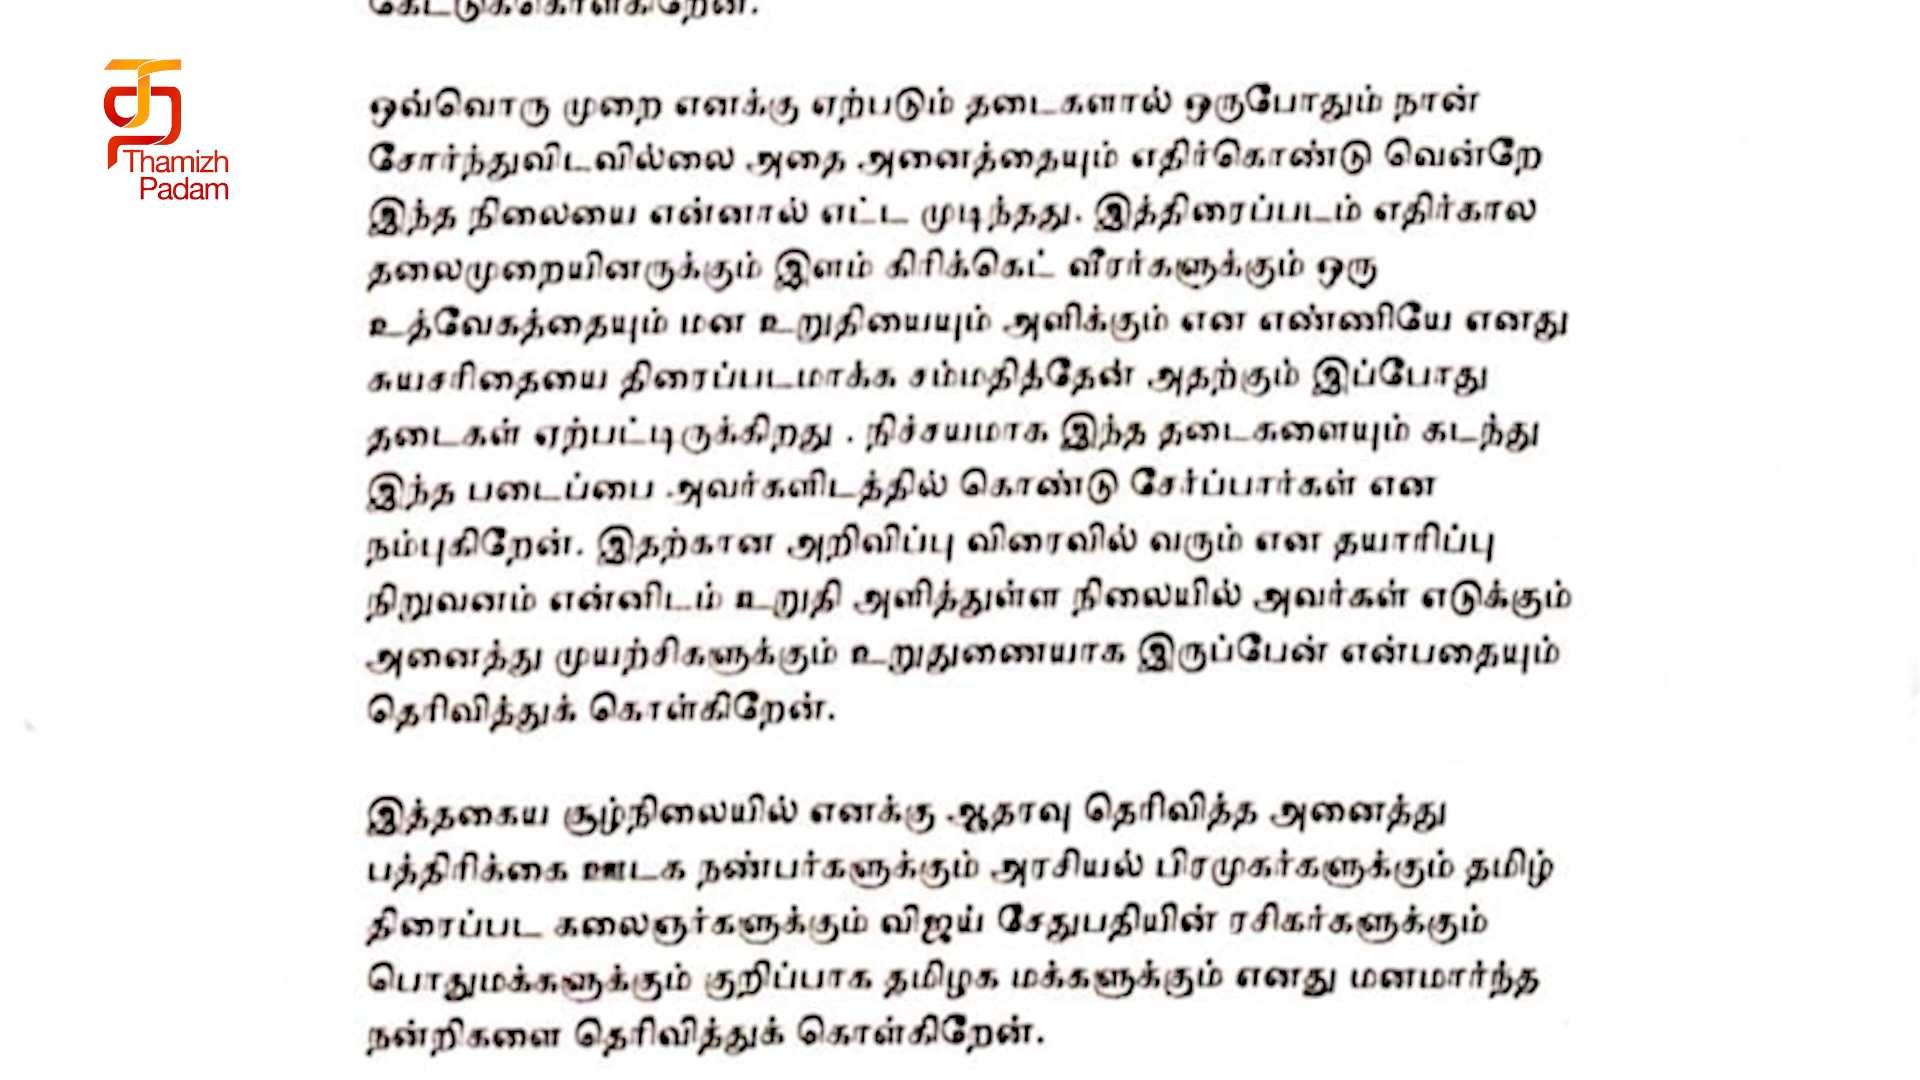 கேட்டுக்கொள்கிறேன்.
ஒவ்வொரு முறை எனக்கு ஏற்படும் தடைகளால் ஒருபோதும் நான்
சோர்ந்துவிடவில்லை அதை அனைத்தையும் எதிர்கொண்டு வென்றே
இந்த நிலையை என்னால் எட்ட முடிந்தது. இத்திரைப்படம் எதிர்கால
தலைமுறையினருக்கும் இளம் கிரிக்கெட் வீரர்களுக்கும் ஒரு
உத்வேகத்தையும் மன உறுதியையும் அளிக்கும் என எண்ணியே எனது
சுயசரிதையை திரைப்படமாக்க சம்மதித்தேன் அதற்கும் இப்போது
தடைகள் ஏற்பட்டிருக்கிறது . நிச்சயமாக இந்த தடைகளையும் கடந்து
இந்த படைப்பை அவர்களிடத்தில் கொண்டு சேர்ப்பார்கள் என
நம்புகிறேன். இதற்கான அறிவிப்பு விரைவில் வரும் என தயாரிப்பு
நிறுவனம் என்னிடம் உறுதி அளித்துள்ள நிலையில் அவர்கள் எடுக்கும்
அனைத்து முயற்சிகளுக்கும் உறுதுணையாக இருப்பேன் என்பதையும்
தெரிவித்துக் கொள்கிறேன்.
இத்தகைய சூழ்நிலையில் எனக்கு ஆதரவு தெரிவித்த அனைத்து
பத்திரிக்கை ஊடக நண்பர்களுக்கும் அரசியல் பிரமுகர்களுக்கும் தமிழ்
திரைப்பட கலைஞர்களுக்கும் விஜய் சேதுபதியின் ரசிகர்களுக்கும்
பொதுமக்களுக்கும் குறிப்பாக தமிழக மக்களுக்கும் எனது மனமார்ந்த
நன்றிகளை தெரிவித்துக் கொள்கிறேன்.
Thamizh
Padam